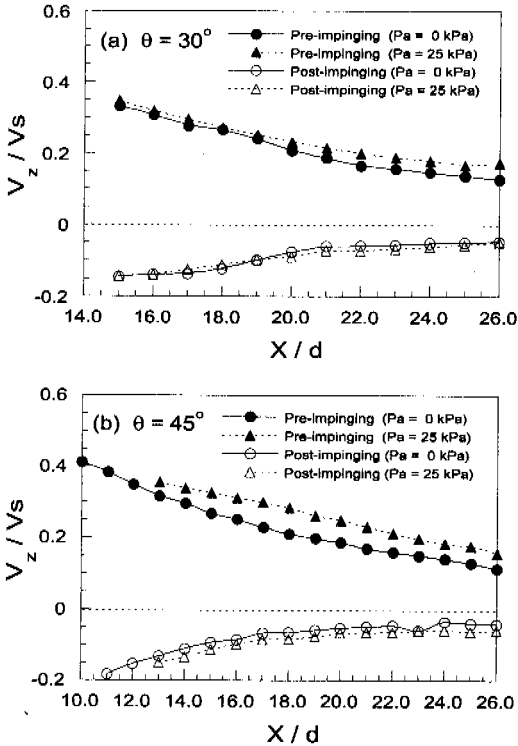 (a) θ = 30°
Pre-impinging (Pa = 0 kPa)
Pre-Impinging (Pa = 25 kPa)
Post-Impinging (Pa = 0 kPa)
Post-impinging (Pa = 25 kPa)
0.6
0.4
0.2
0
-0.2
Vz / Vs
14.0 16.0 18.0 20.0 22.0 24.0 26.0
X / d
(b) θ = 45°
Pre-Impinging (Pa = 0 kPa)
Pre-impinging (Pa = 25 kPa)
Post-impinging (Pa = 0 kPa)
Post-impinging (Pa = 25 kPa)
0.6
0.4
0.2
0
-0.2
Vz / Vs
10.0 12.0 14.0 16.0 18.0 20.0 22.0 24.0 26.0
X / d